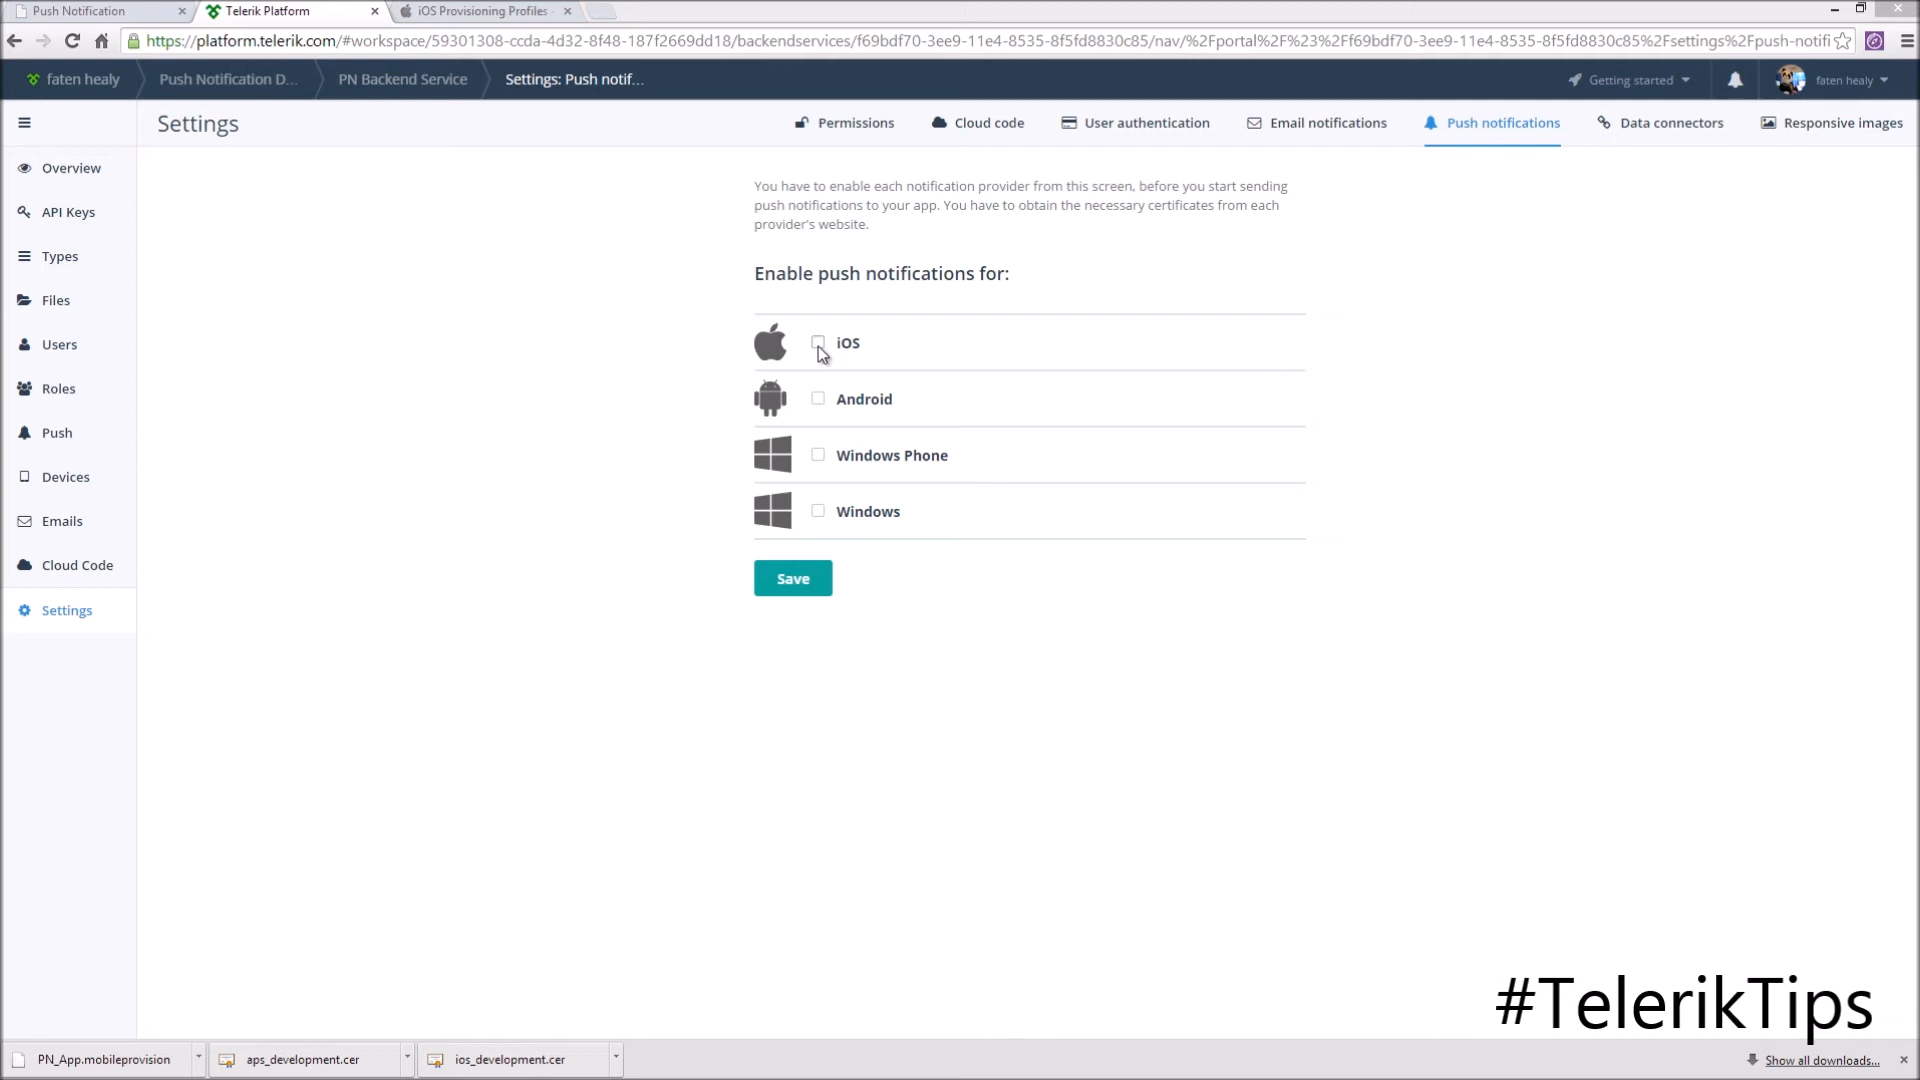 Push Notification
Telerik Platform
iOS Provisioning Profiles -
https://platform.telerik.com/#workspace/59301308-ccda-4d32-8f48-187f2669dd18/backendservices/f69bdf70-3ee9-11e4-8535-8f5fd8830c85/nav/%2Fportal%2F%23%2Ff69bdf70-3ee9-11e4-8535-8f5fd8830c85%2Fsettings%2Fpush-notifi
faten healy
Push Notification D...
PN Backend Service
Settings: Push notif...
Getting started
faten healy
Settings
Permissions
Cloud code
User authentication
Email notifications
Push notifications
Data connectors
Responsive images
Overview
API Keys
Types
Files
Users
Roles
Push
Devices
Emails
Cloud Code
Settings
You have to enable each notification provider from this screen, before you start sending
push notifications to your app. You have to obtain the necessary certificates from each
provider's website.
Enable push notifications for:
iOS
Android
Windows Phone
Windows
Save
#TelerikTips
PN_App.mobileprovision
aps_development.cer
ios_development.cer
Show all downloads...